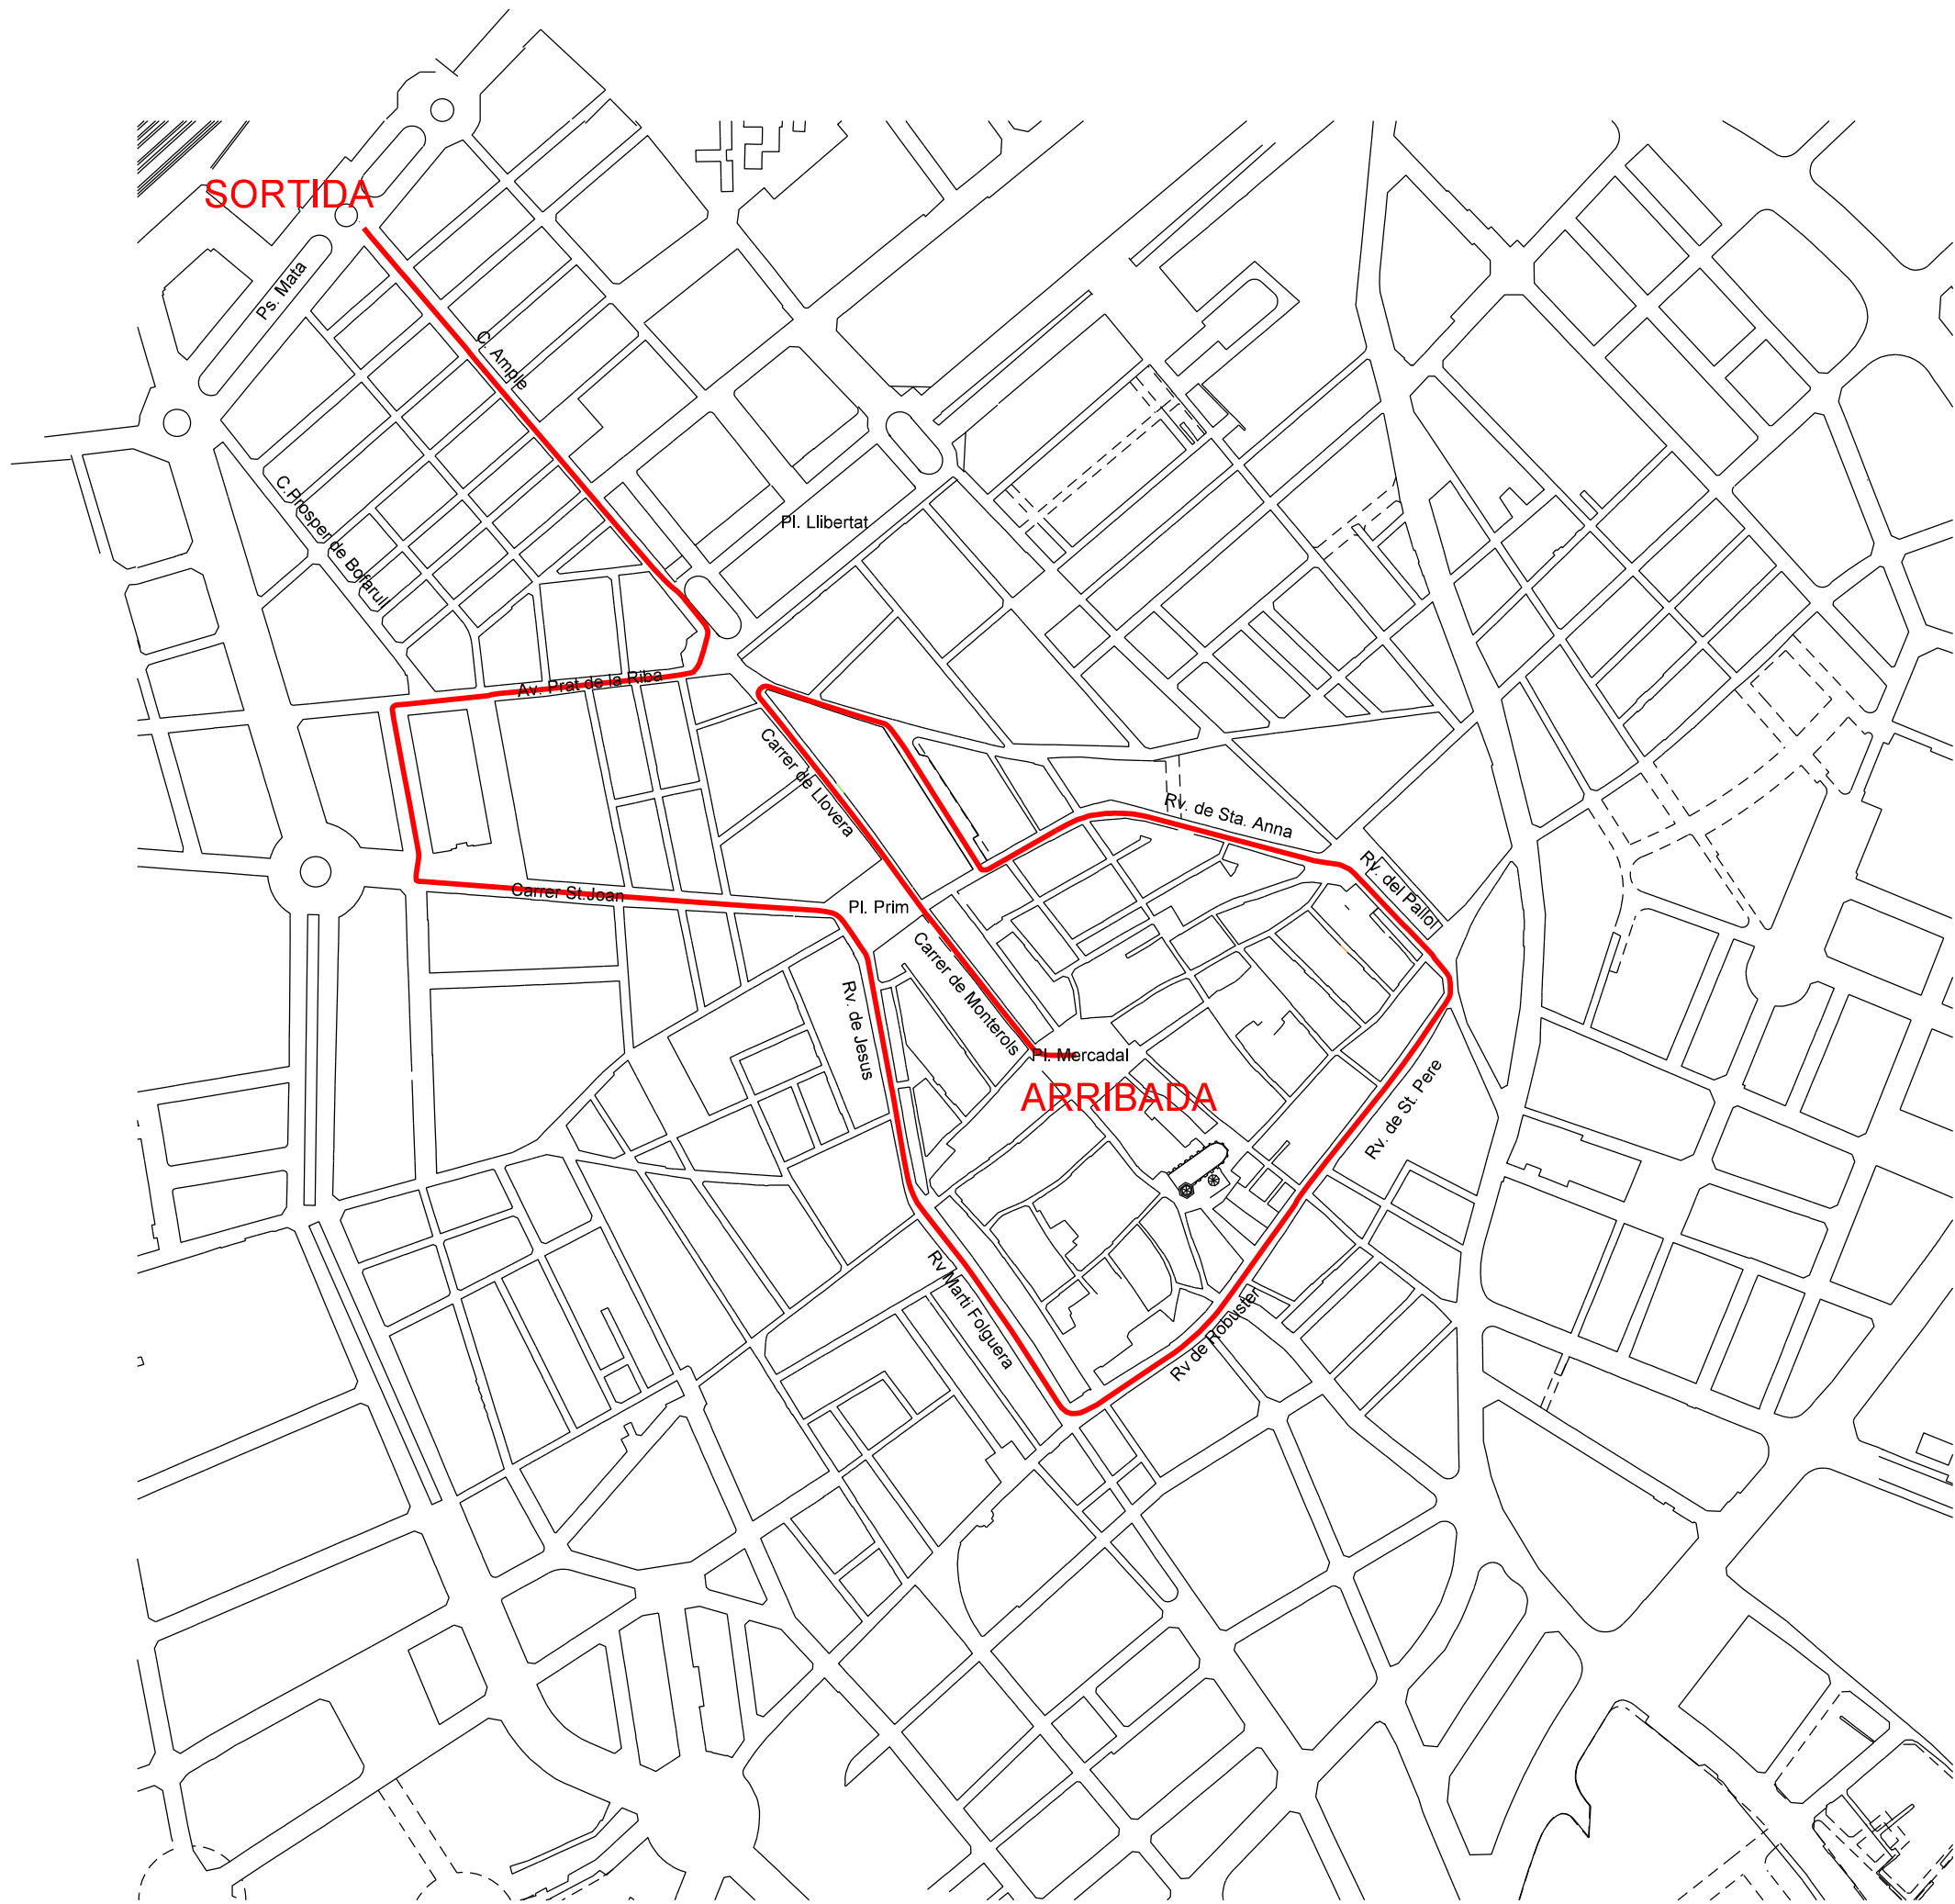 SORTIDA
Ps. Mata
C. Ample
C.Prosper de Bofarull
Pl. Llibertat
Av. Prat de la Riba
Carrer de Llovera
Rv. de Sta. Anna
Rv. del Pallol
Carrer St.Joan
Pl. Prim
Carrer de Monterols
Rv. de Jesus
Pl. Mercadal
ARRIBADA
Rv. de St. Pere
Rv Marti Folguera
Rv de Robuster